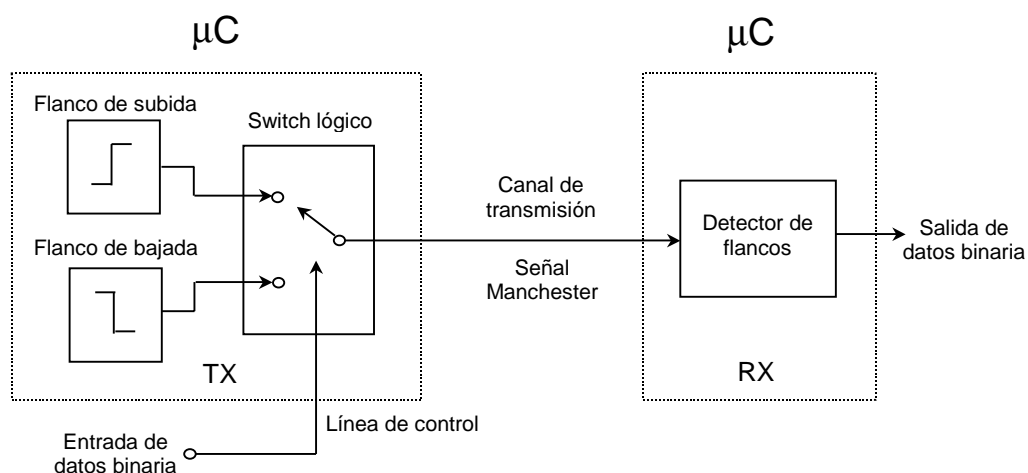 μC
μC
Flanco de subida
Switch lógico
Flanco de bajada
TX
Canal de
transmisión
Señal
Manchester
Detector de
flancos
Salida de
datos binaria
RX
Línea de control
Entrada de
datos binaria